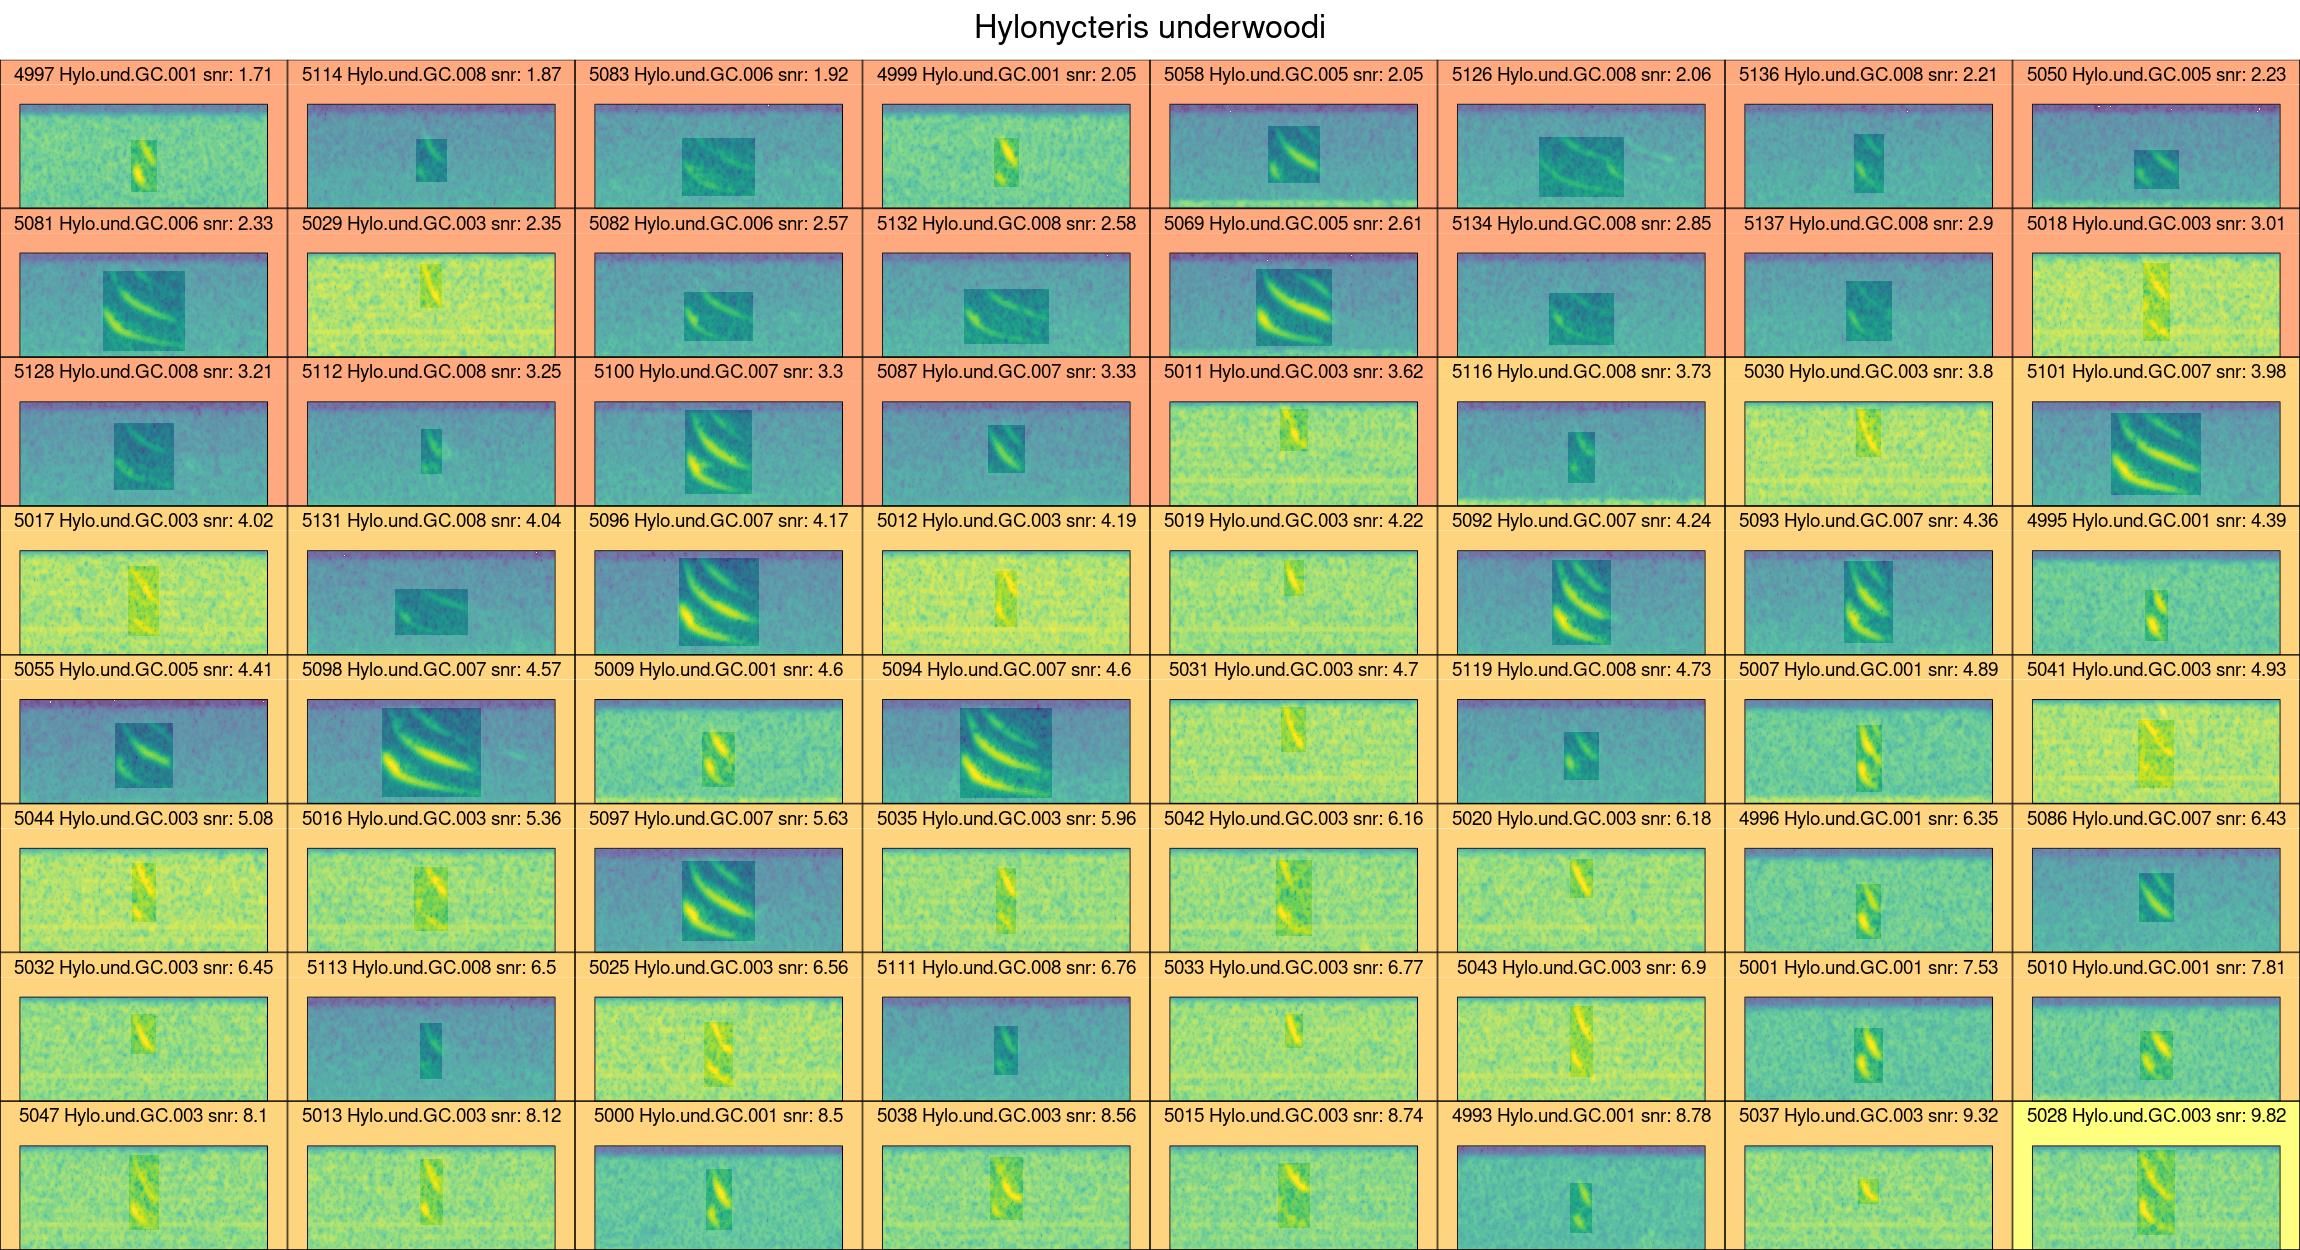 Hylonycteris underwoodi
4997 Hylo.und.GC.001 snr: 1.71
5114 Hylo.und.GC.008 snr: 1.87
5083 Hylo.und.GC.006 snr: 1.92
4999 Hylo.und.GC.001 snr: 2.05
5058 Hylo.und.GC.005 snr: 2.05
5126 Hylo.und.GC.008 snr: 2.06
5136 Hylo.und.GC.008 snr: 2.21
5050 Hylo.und.GC.005 snr: 2.23
5081 Hylo.und.GC.006 snr: 2.33
5029 Hylo.und.GC.003 snr: 2.35
5082 Hylo.und.GC.006 snr: 2.57
5132 Hylo.und.GC.008 snr: 2.58
5069 Hylo.und.GC.005 snr: 2.61
5134 Hylo.und.GC.008 snr: 2.85
5137 Hylo.und.GC.008 snr: 2.9
5018 Hylo.und.GC.003 snr: 3.01
5128 Hylo.und.GC.008 snr: 3.21
5112 Hylo.und.GC.008 snr: 3.25
5100 Hylo.und.GC.007 snr: 3.3
5087 Hylo.und.GC.007 snr: 3.33
5011 Hylo.und.GC.003 snr: 3.62
5116 Hylo.und.GC.008 snr: 3.73
5030 Hylo.und.GC.003 snr: 3.8
5101 Hylo.und.GC.007 snr: 3.98
5017 Hylo.und.GC.003 snr: 4.02
5131 Hylo.und.GC.008 snr: 4.04
5096 Hylo.und.GC.007 snr: 4.17
5012 Hylo.und.GC.003 snr: 4.19
5019 Hylo.und.GC.003 snr: 4.22
5092 Hylo.und.GC.007 snr: 4.24
5093 Hylo.und.GC.007 snr: 4.36
4995 Hylo.und.GC.001 snr: 4.39
5055 Hylo.und.GC.005 snr: 4.41
5098 Hylo.und.GC.007 snr: 4.57
5009 Hylo.und.GC.001 snr: 4.6
5094 Hylo.und.GC.007 snr: 4.6
5031 Hylo.und.GC.003 snr: 4.7
5119 Hylo.und.GC.008 snr: 4.73
5007 Hylo.und.GC.001 snr: 4.89
5041 Hylo.und.GC.003 snr: 4.93
5044 Hylo.und.GC.003 snr: 5.08
5016 Hylo.und.GC.003 snr: 5.36
5097 Hylo.und.GC.007 snr: 5.63
5035 Hylo.und.GC.003 snr: 5.96
5042 Hylo.und.GC.003 snr: 6.16
5020 Hylo.und.GC.003 snr: 6.18
4996 Hylo.und.GC.001 snr: 6.35
5086 Hylo.und.GC.007 snr: 6.43
5032 Hylo.und.GC.003 snr: 6.45
5113 Hylo.und.GC.008 snr: 6.5
5025 Hylo.und.GC.003 snr: 6.56
5111 Hylo.und.GC.008 snr: 6.76
5033 Hylo.und.GC.003 snr: 6.77
5043 Hylo.und.GC.003 snr: 6.9
5001 Hylo.und.GC.001 snr: 7.53
5010 Hylo.und.GC.001 snr: 7.81
5047 Hylo.und.GC.003 snr: 8.1
5013 Hylo.und.GC.003 snr: 8.12
5000 Hylo.und.GC.001 snr: 8.5
5038 Hylo.und.GC.003 snr: 8.56
5015 Hylo.und.GC.003 snr: 8.74
4993 Hylo.und.GC.001 snr: 8.78
5037 Hylo.und.GC.003 snr: 9.32
5028 Hylo.und.GC.003 snr: 9.82